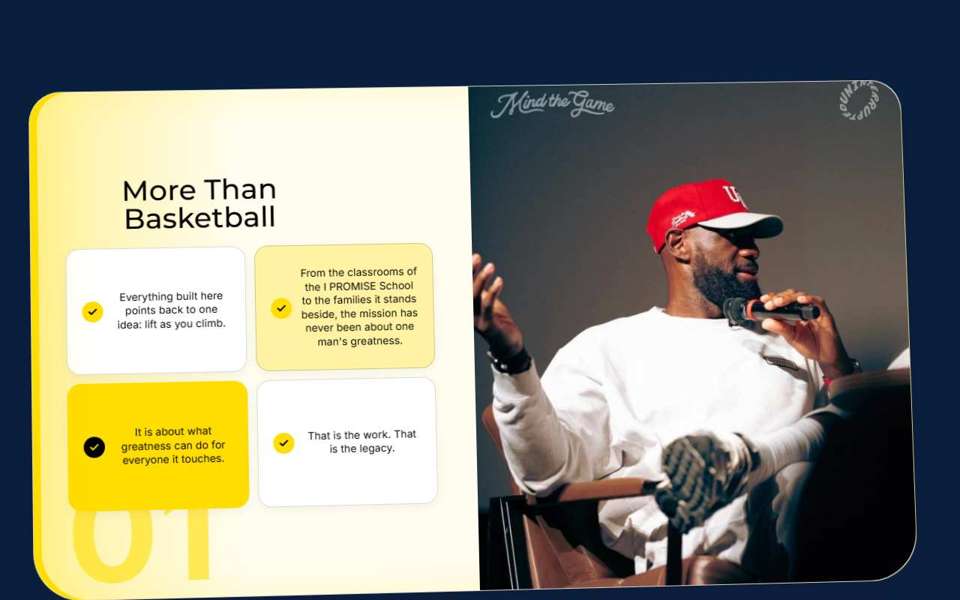 Mind the Game
UNINTERRUPTED
More Than
Basketball
Everything built here
points back to one
idea: lift as you climb.
From the classrooms of
the I PROMISE School
to the families it stands
beside, the mission has
never been about one
man's greatness.
It is about what
greatness can do for
everyone it touches.
That is the work. That
is the legacy.
01